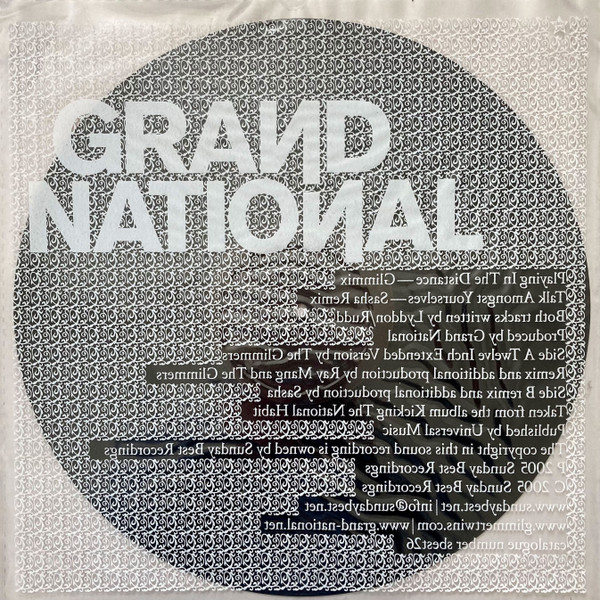 GRAND
NATIONAL
Playing In The Distance — Glimmix
Talk Amongst Yourselves — Sasha Remix
Both tracks written by Lyddon/Rudd
Produced by Grand National
Side A Twelve Inch Extended Version by The Glimmers
Remix and additional production by Ray Mang and The Glimmers
Side B remix and additional production by Sasha
Taken from the album Kicking The National Habit
Published by Universal Music
The copyright in this sound recording is owned by Sunday Best Recordings
P 2005 Sunday Best Recordings
C 2005 Sunday Best Recordings
www.sundaybest.net | info@sundaybest.net
www.glimmertwins.com | www.grand-national.net
catalogue number sbest26